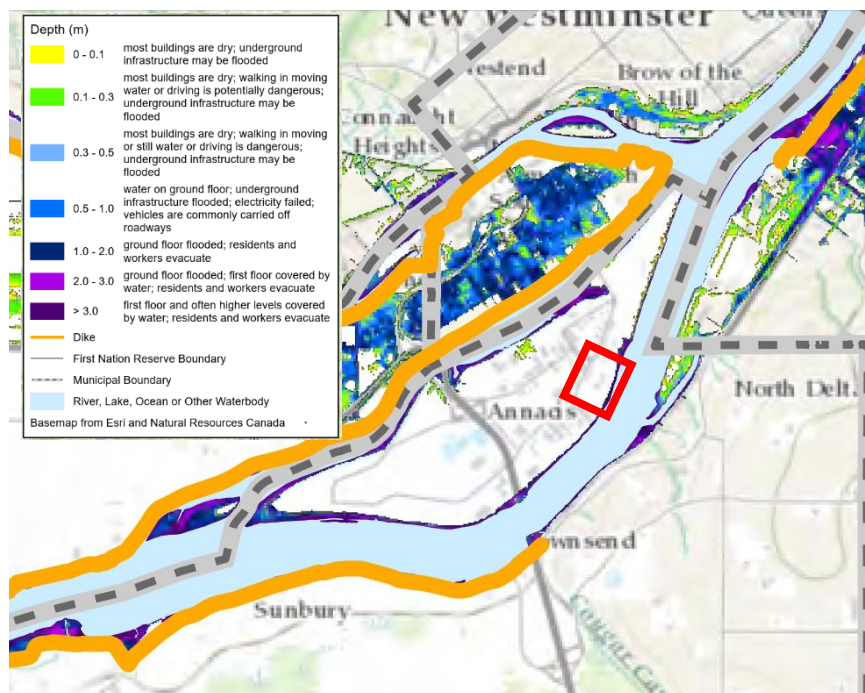 New Westminster
Depth (m)
0 - 0.1 most buildings are dry; underground
infrastructure may be flooded
0.1 - 0.3 most buildings are dry; walking in moving
water or driving is potentially dangerous;
underground infrastructure may be
flooded
0.3 - 0.5 most buildings are dry; walking in moving
or still water or driving is dangerous;
underground infrastructure may be
flooded
0.5 - 1.0 water on ground floor; underground
infrastructure flooded; electricity failed;
vehicles are commonly carried off
roadways
1.0 - 2.0 ground floor flooded; residents and
workers evacuate
2.0 - 3.0 ground floor flooded; first floor covered by
water; residents and workers evacuate
> 3.0 first floor and often higher levels covered
by water; residents and workers evacuate
Dike
First Nation Reserve Boundary
Municipal Boundary
River, Lake, Ocean or Other Waterbody
Basemap from Esri and Natural Resources Canada
estend
Brow of the
Hill
Heights
North Delt
Annacis
wnsend
Sunbury
Cougar Ca